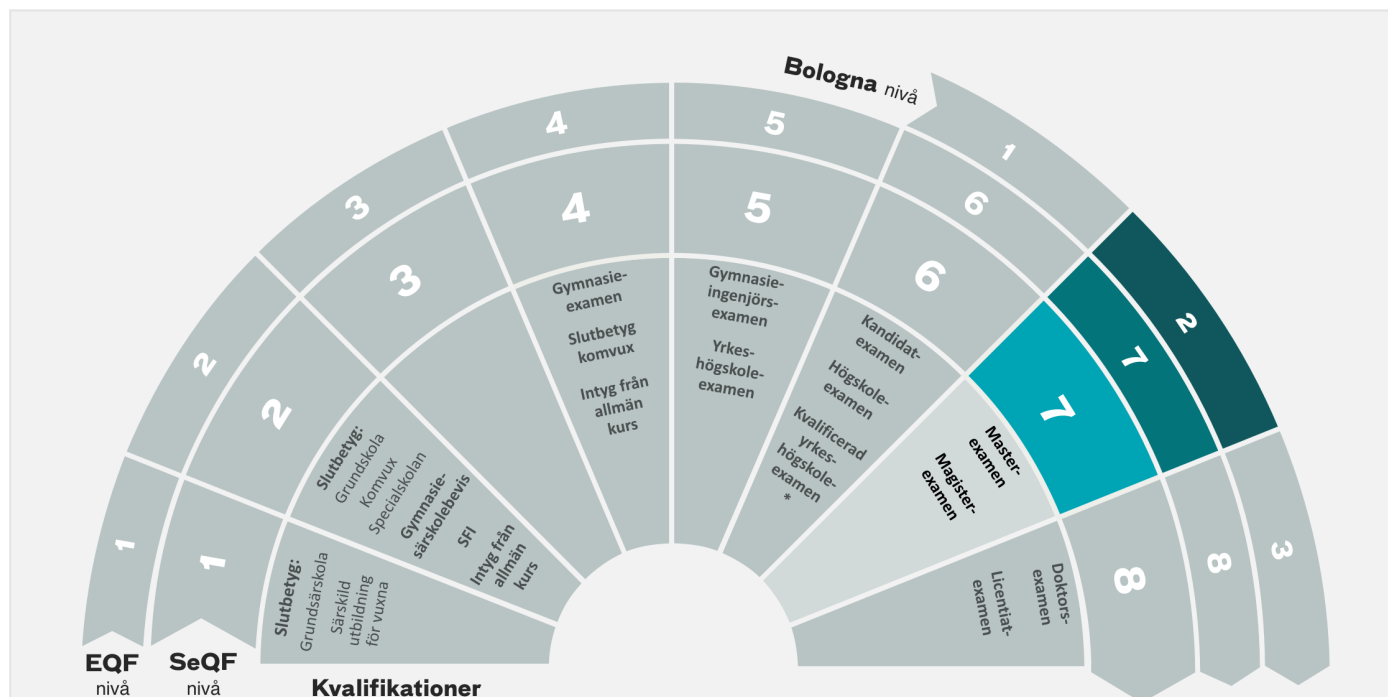 Bologna nivå
1
2
3
1
2
3
4
5
6
7
8
1
2
3
4
5
6
7
8
Slutbetyg:
Grundsärskola
Särskild
utbildning
för vuxna
Slutbetyg:
Grundskola
Komvux
Specialskolan
Gymnasie-
särskolebevis
SFI
Intyg från
allmän
kurs
Gymnasie-
examen
Slutbetyg
komvux
Intyg från
allmän
kurs
Gymnasie-
ingenjörs-
examen
Yrkes-
högskole-
examen
Kandidat-
examen
Högskole-
examen
Kvalificerad
yrkes-
högskole-
examen
*
Master-
examen
Magister-
examen
Doktors-
examen
Licentiat-
examen
EQF
nivå
SeQF
nivå
Kvalifikationer